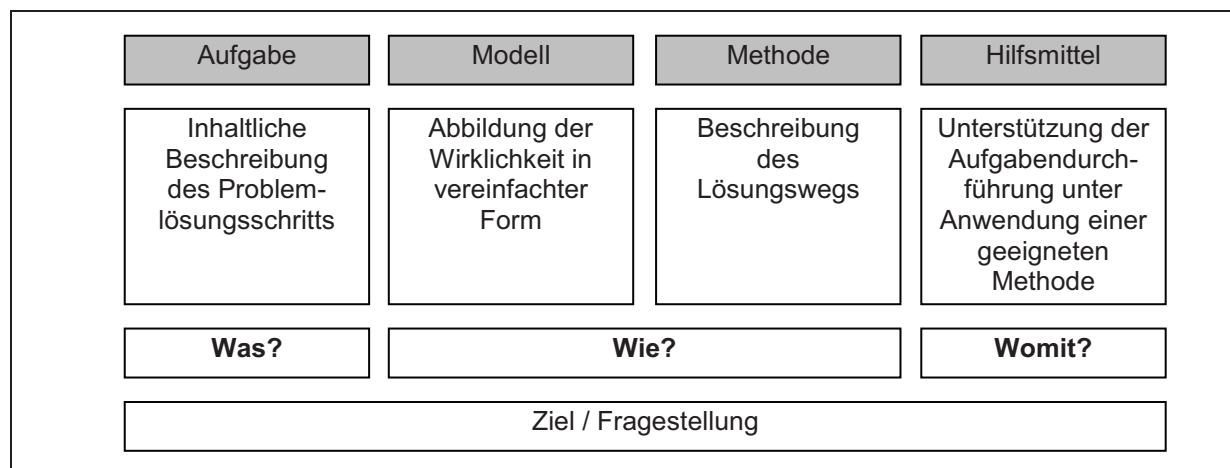 Aufgabe
Modell
Methode
Hilfsmittel
Inhaltliche
Beschreibung
des Problem-
lösungsschritts
Abbildung der
Wirklichkeit in
vereinfachter
Form
Beschreibung
des
Lösungswegs
Unterstützung der
Aufgabendurch-
führung unter
Anwendung einer
geeigneten
Methode
Was?
Wie?
Womit?
Ziel / Fragestellung